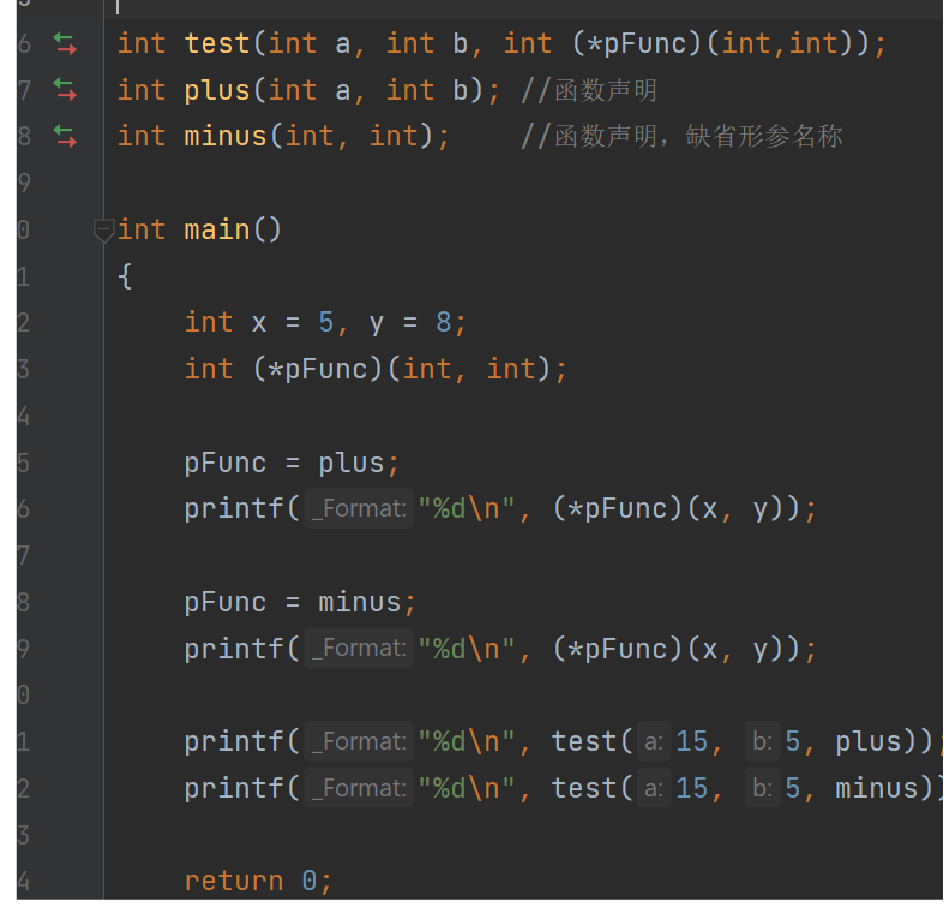 6 int test(int a, int b, int (*pFunc)(int,int));
7 int plus(int a, int b); //函数声明
8 int minus(int, int);    //函数声明，缺省形参名称
9
0 int main()
1 {
2     int x = 5, y = 8;
3     int (*pFunc)(int, int);
4
5     pFunc = plus;
6     printf( _Format: "%d\n", (*pFunc)(x, y));
7
8     pFunc = minus;
9     printf( _Format: "%d\n", (*pFunc)(x, y));
0
1     printf( _Format: "%d\n", test( a: 15, b: 5, plus));
2     printf( _Format: "%d\n", test( a: 15, b: 5, minus))
3
4     return 0;